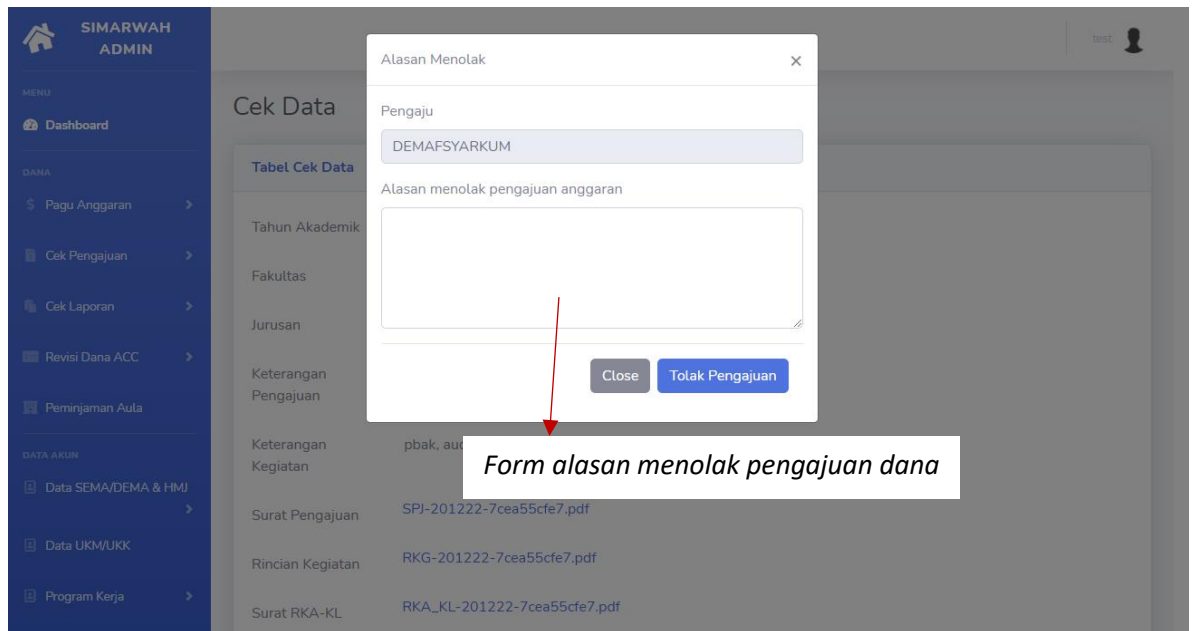 SIMARWAH
ADMIN
MENU
Dashboard
DANA
Pagu Anggaran
Cek Pengajuan
Cek Laporan
Revisi Dana ACC
Peminjaman Aula
DATA AKUN
Data SEMA/DEMA & HMJ
Data UKM/UKK
Program Kerja
test
Cek Data
Tabel Cek Data
Tahun Akademik
Fakultas
Jurusan
Keterangan
Pengajuan
Keterangan
Kegiatan
pbak,
Surat Pengajuan
SPJ-201222-7cea55cfe7.pdf
Rincian Kegiatan
RKG-201222-7cea55cfe7.pdf
Surat RKA-KL
RKA_KL-201222-7cea55cfe7.pdf
Alasan Menolak
×
Pengaju
DEMAFSYARKUM
Alasan menolak pengajuan anggaran
Close
Tolak Pengajuan
Form alasan menolak pengajuan dana